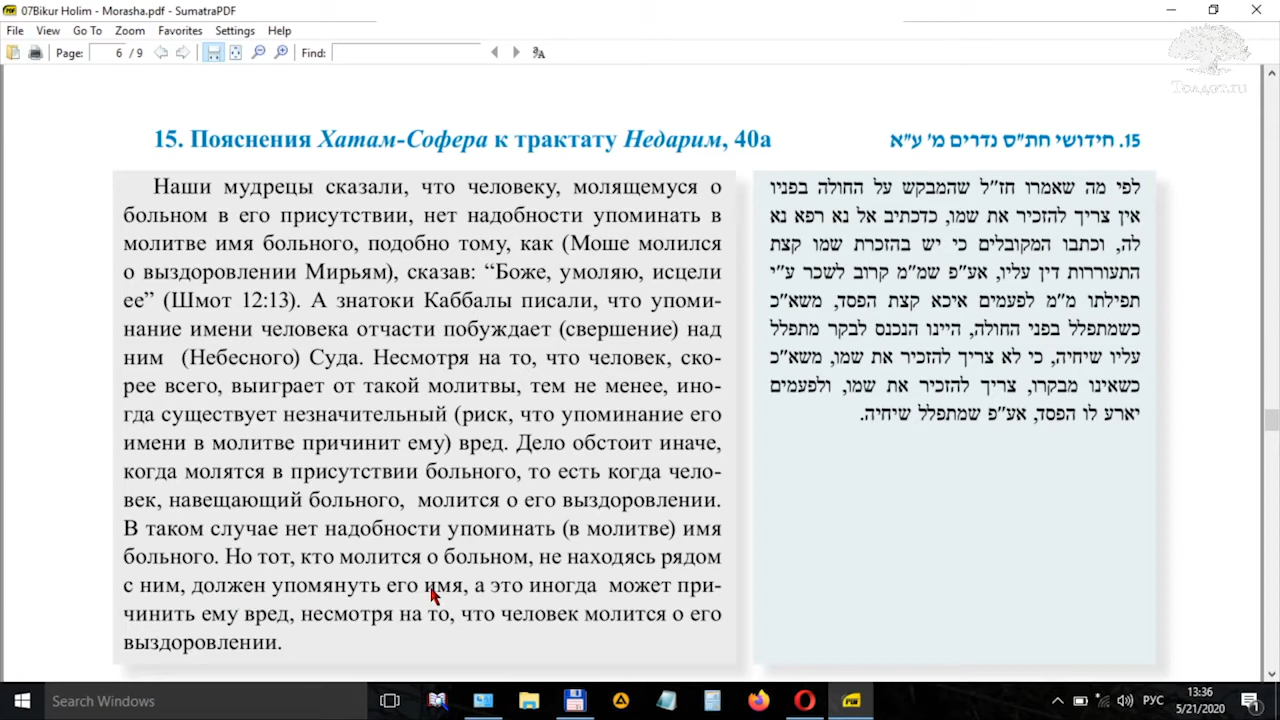 07Bikur Holim - Morasha.pdf - SumatraPDF
File View Go To Zoom Favorites Settings Help
Page: 6 / 9 Find:
Толдот.ru
15. Пояснения Хатам-Софера к трактату Недарим, 40а
Наши мудрецы сказали, что человеку, молящемуся о
больном в его присутствии, нет надобности упоминать в
молитве имя больного, подобно тому, как (Моше молился
о выздоровлении Мирьям), сказав: “Боже, умоляю, исцели
ее” (Шмот 12:13). А знатоки Каббалы писали, что упоми-
нание имени человека отчасти побуждает (свершение) над
ним (Небесного) Суда. Несмотря на то, что человек, ско-
рее всего, выиграет от такой молитвы, тем не менее, ино-
гда существует незначительный (риск, что упоминание его
имени в молитве причинит ему) вред. Дело обстоит иначе,
когда молятся в присутствии больного, то есть когда чело-
век, навещающий больного, молится о его выздоровлении.
В таком случае нет надобности упоминать (в молитве) имя
больного. Но тот, кто молится о больном, не находясь рядом
с ним, должен упомянуть его имя, а это иногда может при-
чинить ему вред, несмотря на то, что человек молится о его
выздоровлении.
15. חידושי חת"ס נדרים מ' ע"א
לפי מה שאמרו חז"ל שהמבקש על החולה בפניו
אין צריך להזכיר את שמו, כדכתיב אל נא רפא נא
לה, וכתבו המקובלים כי יש בהזכרת שמו קצת
התעוררות דין עליו, אע"פ שמ"מ קרוב לשכר ע"י
תפילתו מ"מ לפעמים איכא קצת הפסד, משא"כ
כשמתפלל בפני החולה, היינו הנכנס לבקר מתפלל
עליו שיחיה, כי לא צריך להזכיר את שמו, משא"כ
כשאינו מבקרו, צריך להזכיר את שמו, ולפעמים
יארע לו הפסד, אע"פ שמתפלל שיחיה.
Search Windows
РУС
13:36
5/21/2020